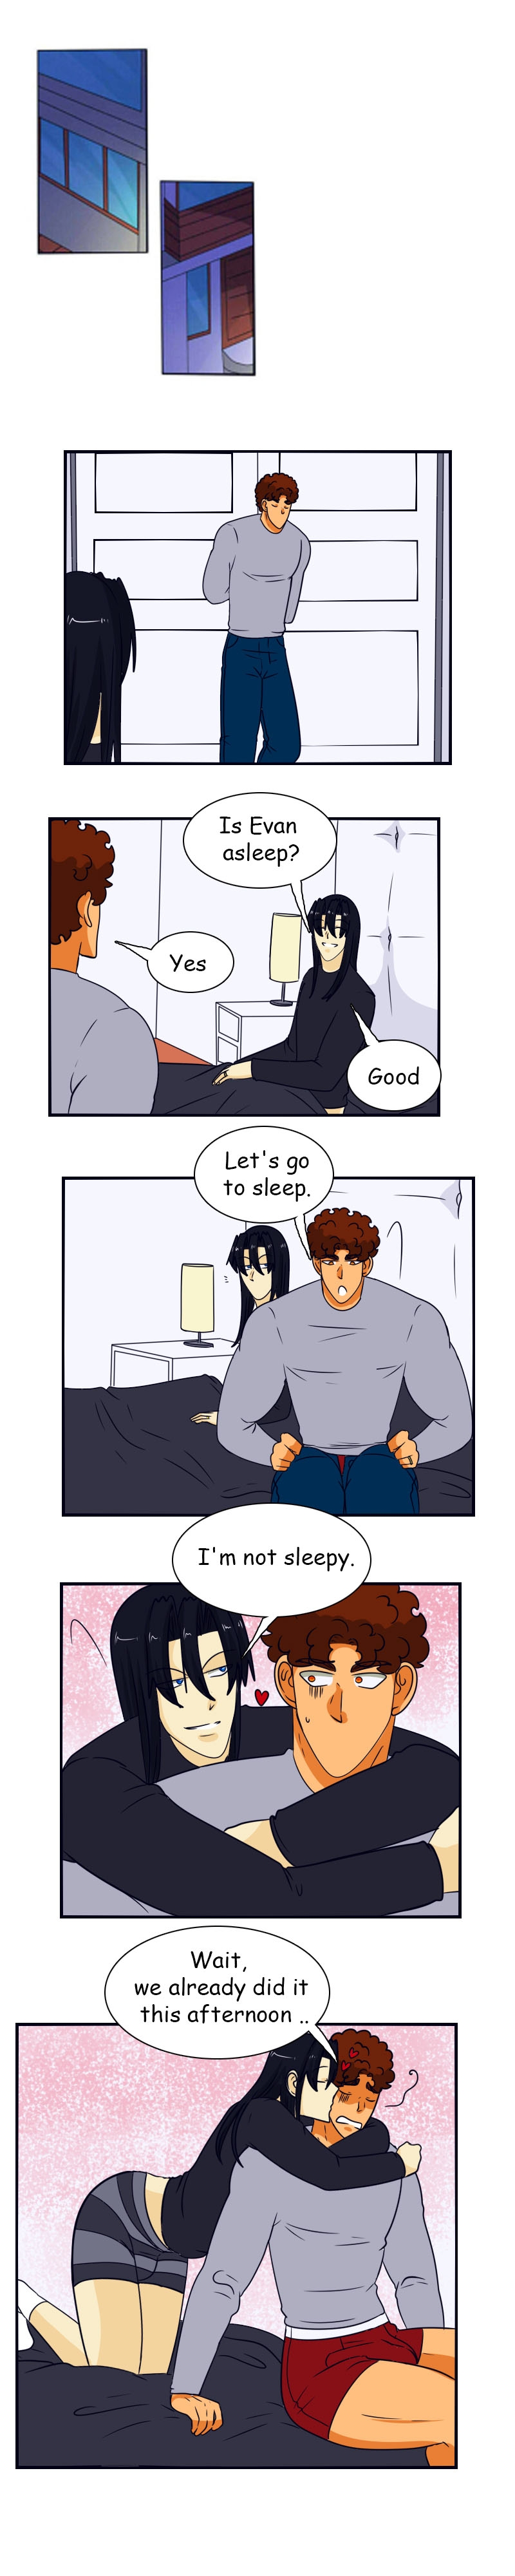 Is Evan
asleep?
Yes
Good
Let's go
to sleep.
I'm not sleepy.
Wait,
we already did it
this afternoon ..